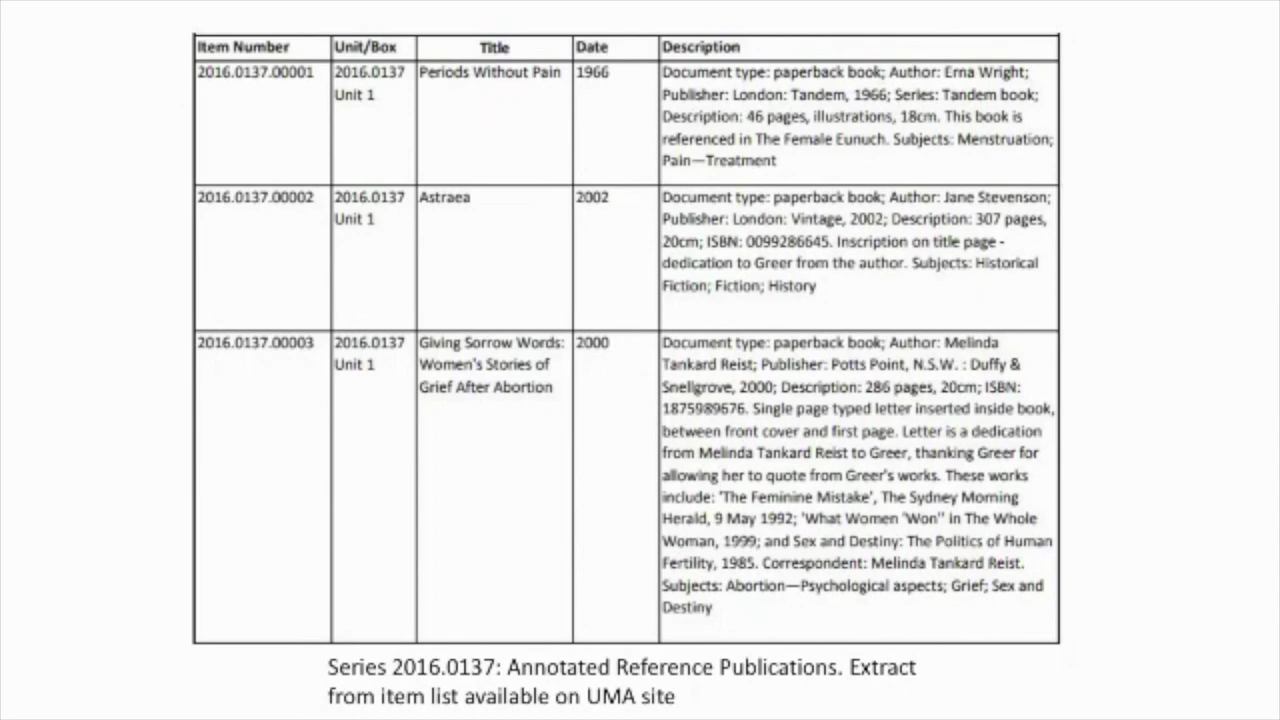 Item Number Unit/Box Title Date Description
2016.0137.00001 2016.0137 Periods Without Pain 1966 Document type: paperback book; Author: Erna Wright;
Unit 1 Publisher: London: Tandem, 1966; Series: Tandem book;
Description: 46 pages, illustrations, 18cm. This book is
referenced in The Female Eunuch. Subjects: Menstruation;
Pain—Treatment
2016.0137.00002 2016.0137 Astraea 2002 Document type: paperback book; Author: Jane Stevenson;
Unit 1 Publisher: London: Vintage, 2002; Description: 307 pages,
20cm; ISBN: 0099286645. Inscription on title page -
dedication to Greer from the author. Subjects: Historical
Fiction; Fiction; History
2016.0137.00003 2016.0137 Giving Sorrow Words: 2000 Document type: paperback book; Author: Melinda
Unit 1 Women's Stories of Tankard Reist; Publisher: Potts Point, N.S.W. : Duffy &
Grief After Abortion Snellgrove, 2000; Description: 286 pages, 20cm; ISBN:
1875989676. Single page typed letter inserted inside book,
between front cover and first page. Letter is a dedication
from Melinda Tankard Reist to Greer, thanking Greer for
allowing her to quote from Greer's works. These works
include: 'The Feminine Mistake', The Sydney Morning
Herald, 9 May 1992; 'What Women 'Won'' In The Whole
Woman, 1999; and Sex and Destiny: The Politics of Human
Fertility, 1985. Correspondent: Melinda Tankard Reist.
Subjects: Abortion—Psychological aspects; Grief; Sex and
Destiny
Series 2016.0137: Annotated Reference Publications. Extract
from item list available on UMA site